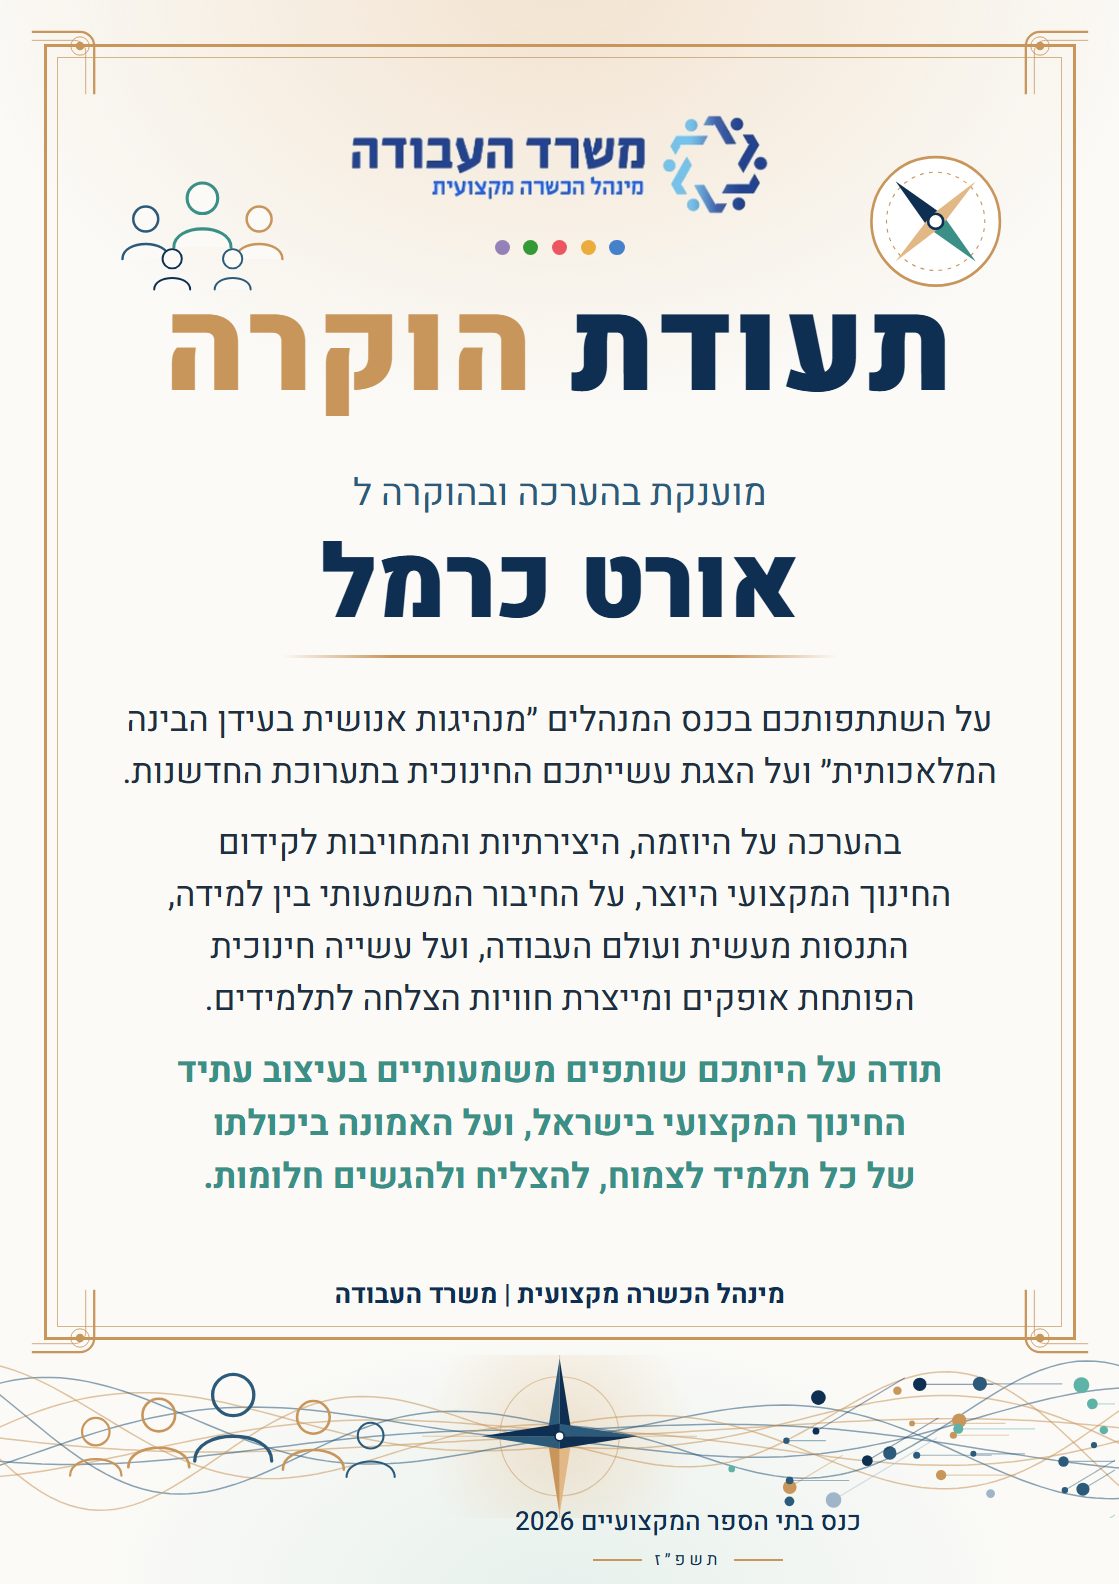 משרד העבודה
מינהל הכשרה מקצועית
תעודת הוקרה
מוענקת בהערכה ובהוקרה ל
אורט כרמל
על השתתפותכם בכנס המנהלים "מנהיגות אנושית בעידן הבינה
המלאכותית" ועל הצגת עשייתכם החינוכית בתערוכת החדשנות.
בהערכה על היוזמה, היצירתיות והמחויבות לקידום
החינוך המקצועי היוצר, על החיבור המשמעותי בין למידה,
התנסות מעשית ועולם העבודה, ועל עשייה חינוכית
הפותחת אופקים ומייצרת חוויות הצלחה לתלמידים.
תודה על היותכם שותפים משמעותיים בעיצוב עתיד
החינוך המקצועי בישראל, ועל האמונה ביכולתו
של כל תלמיד לצמוח, להצליח ולהגשים חלומות.
מינהל הכשרה מקצועית | משרד העבודה
כנס בתי הספר המקצועיים 2026
תשפ"ז